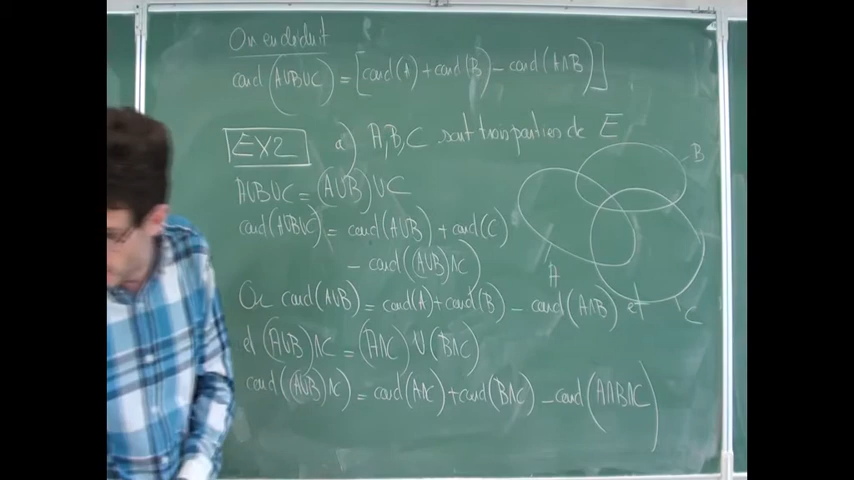 On en déduit
card(A∪B∪C) = [card(A) + card(B) - card(A∩B)]
EX2 a) A,B,C sont trois parties de E
A∪B∪C = (A∪B)∪C
card(A∪B∪C) = card(A∪B) + card(C)
- card((A∪B)∩C)
Or card(A∪B) = card(A) + card(B) - card(A∩B) et
et (A∪B)∩C = (A∩C) ∪ (B∩C)
card((A∪B)∩C) = card(A∩C) + card(B∩C) - card(A∩B∩C)
B
A
C